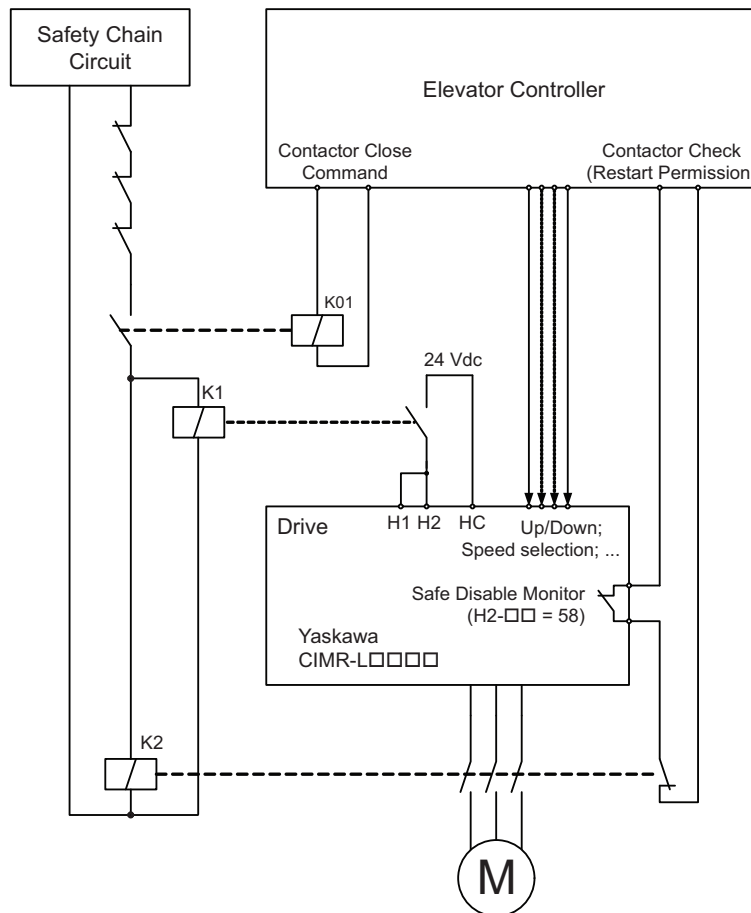 Safety Chain
Circuit
Elevator Controller
Contactor Close
Command
Contactor Check
(Restart Permission
K01
24 Vdc
K1
H1 H2 HC
Drive
Up/Down;
Speed selection; ...
Safe Disable Monitor
(H2-□□ = 58)
Yaskawa
CIMR-L□□□□
K2
M